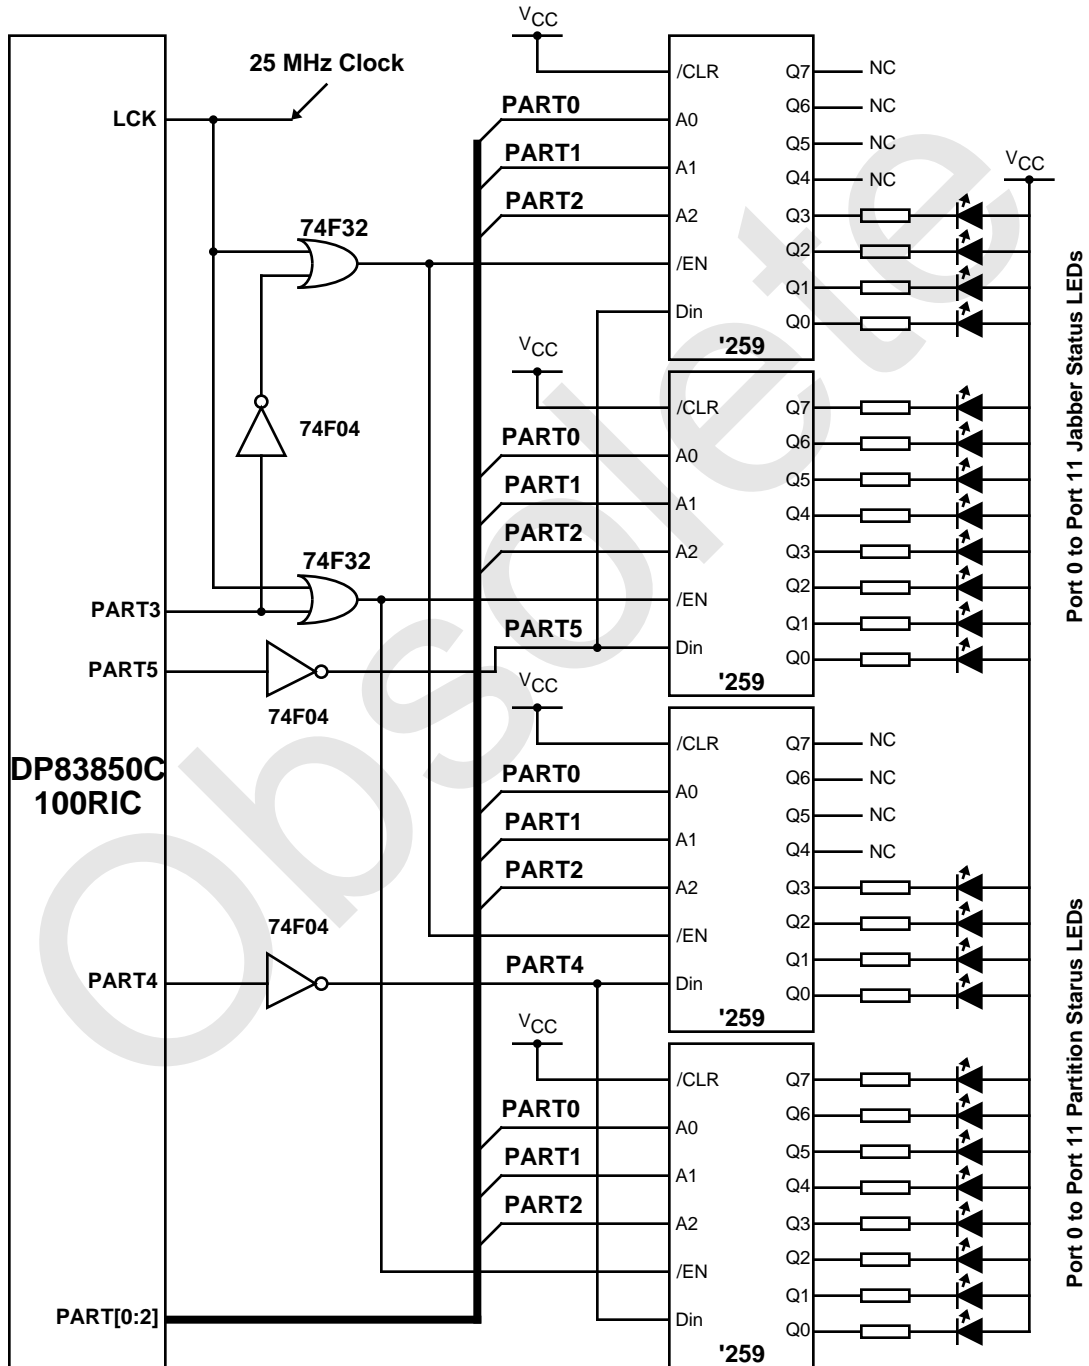 VCC
25 MHz Clock
LCK
74F32
74F04
74F32
PART3
PART5
74F04
DP83850C
100RIC
74F04
PART4
PART[0:2]
PART0
PART1
PART2
/CLR
A0
A1
A2
/EN
Din
Q7
Q6
Q5
Q4
Q3
Q2
Q1
Q0
'259
NC
NC
NC
NC
VCC
VCC
PART0
PART1
PART2
PART5
/CLR
A0
A1
A2
/EN
Din
Q7
Q6
Q5
Q4
Q3
Q2
Q1
Q0
'259
VCC
PART0
PART1
PART2
PART4
/CLR
A0
A1
A2
/EN
Din
Q7
Q6
Q5
Q4
Q3
Q2
Q1
Q0
'259
NC
NC
NC
NC
VCC
PART0
PART1
PART2
/CLR
A0
A1
A2
/EN
Din
Q7
Q6
Q5
Q4
Q3
Q2
Q1
Q0
'259
Port 0 to Port 11 Jabber Status LEDs
Port 0 to Port 11 Partition Starus LEDs
Obsolete